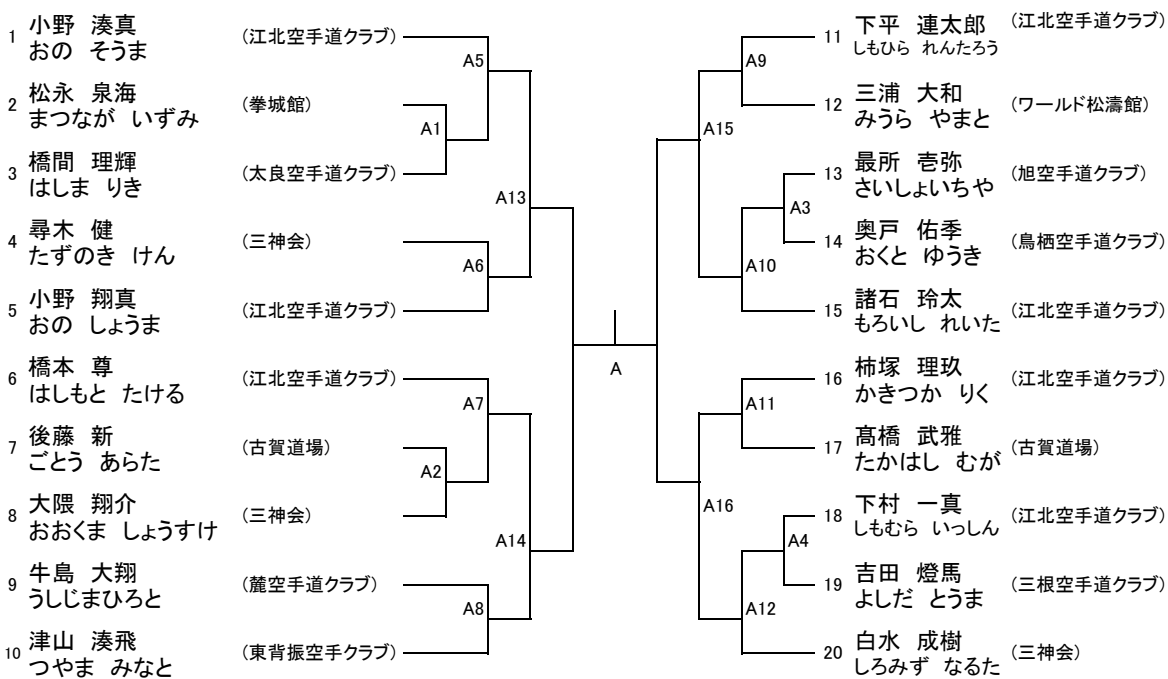 1 小野 湊真 (江北空手道クラブ)
おの そうま
2 松永 泉海 (拳城館)
まつなが いずみ
3 橋間 理輝 (太良空手道クラブ)
はしま りき
4 尋木 健 (三神会)
たずのき けん
5 小野 翔真 (江北空手道クラブ)
おの しょうま
6 橋本 尊 (江北空手道クラブ)
はしもと たける
7 後藤 新 (古賀道場)
ごとう あらた
8 大隈 翔介 (三神会)
おおくま しょうすけ
9 牛島 大翔 (麓空手道クラブ)
うしじまひろと
10 津山 湊飛 (東背振空手クラブ)
つやま みなと
A5
A1
A13
A6
A7
A2
A14
A8
A
A9
A15
A3
A10
A11
A16
A4
A12
11 下平 連太郎 (江北空手道クラブ)
しもひら れんたろう
12 三浦 大和 (ワールド松濤館)
みうら やまと
13 最所 壱弥 (旭空手道クラブ)
さいしょいちや
14 奥戸 佑季 (鳥栖空手道クラブ)
おくと ゆうき
15 諸石 玲太 (江北空手道クラブ)
もろいし れいた
16 柿塚 理玖 (江北空手道クラブ)
かきつか りく
17 髙橋 武雅 (古賀道場)
たかはし むが
18 下村 一真 (江北空手道クラブ)
しもむら いっしん
19 吉田 燈馬 (三根空手道クラブ)
よしだ とうま
20 白水 成樹 (三神会)
しろみず なるた